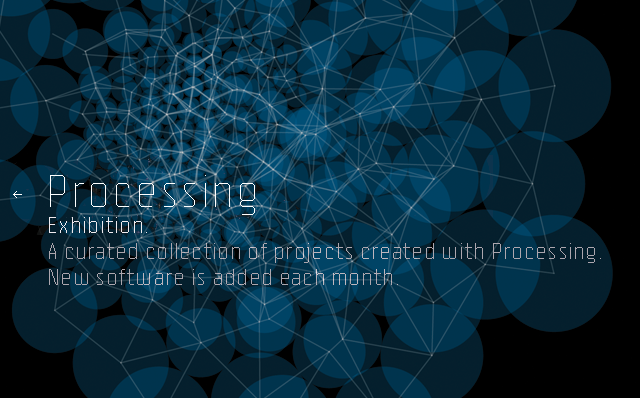 Processing
Exhibition.
A curated collection of projects created with Processing.
New software is added each month.